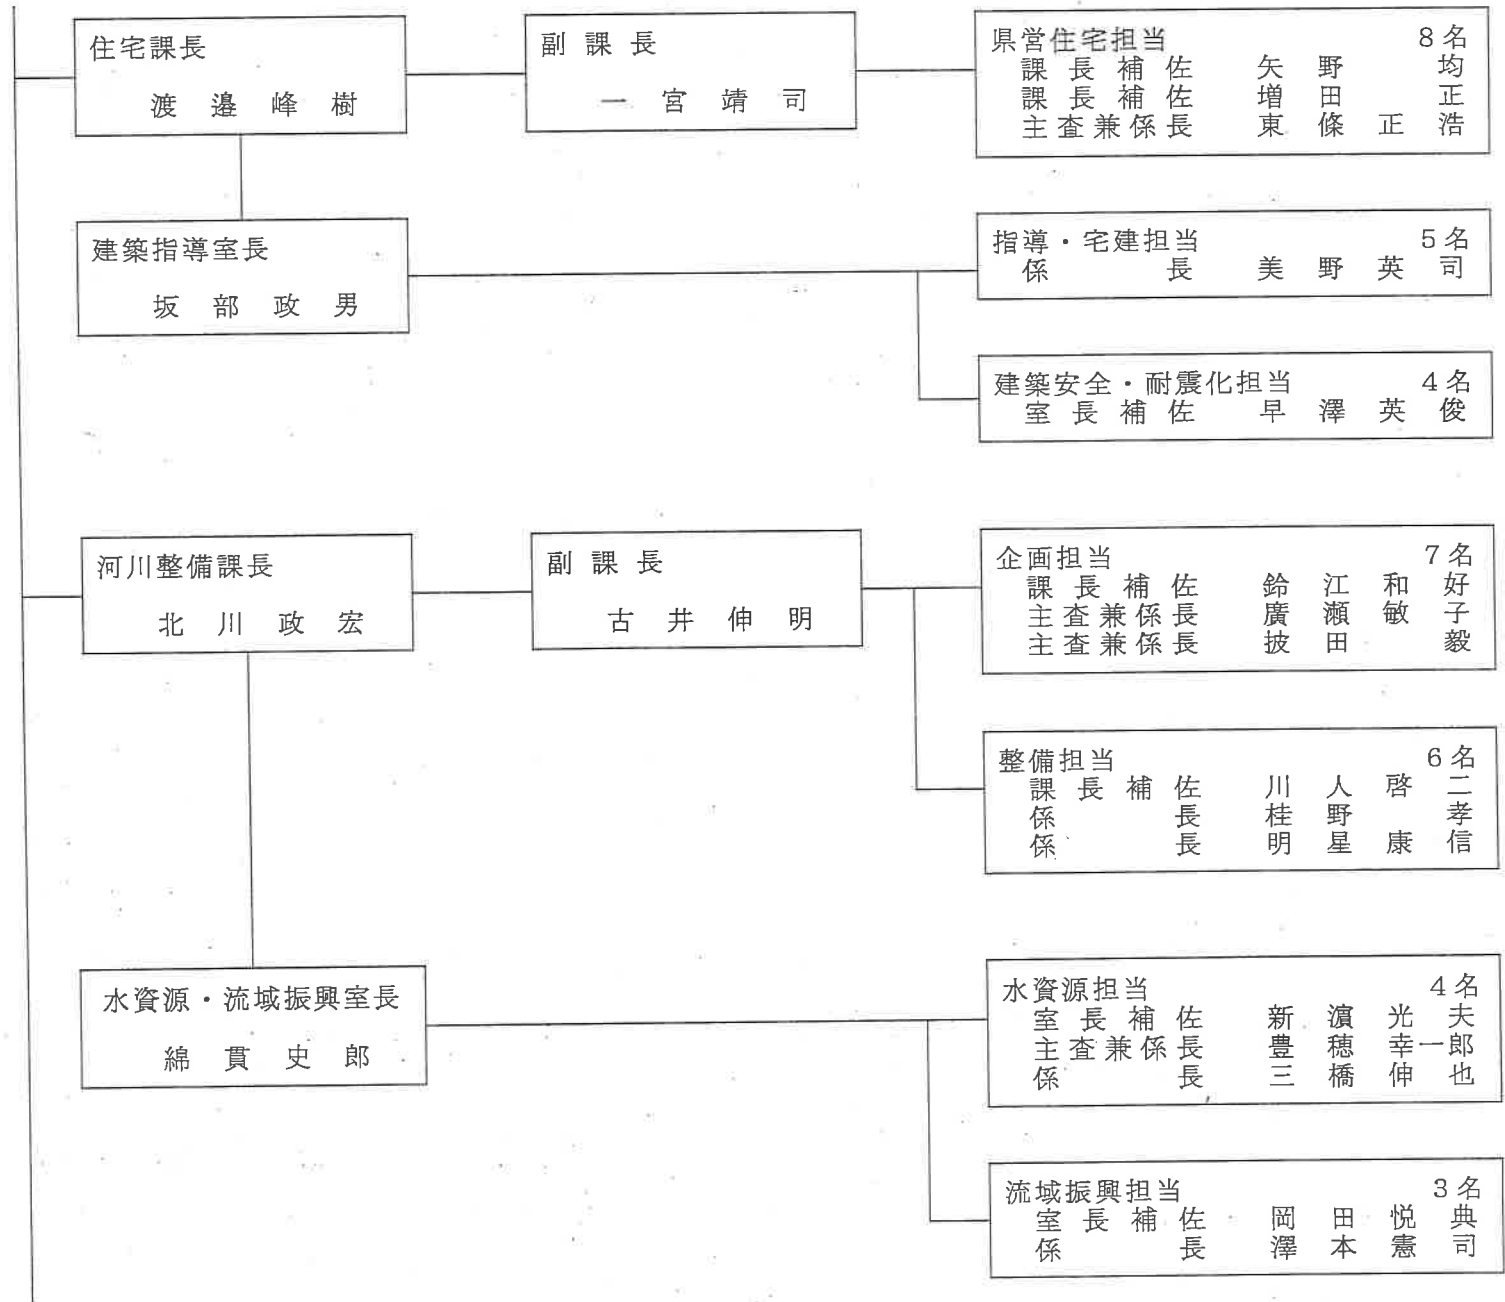 住宅課長
渡邉峰樹
副課長
一宮靖司
県営住宅担当 8名
課長補佐 矢野 均
課長補佐 増田 正
主査兼係長 東條正浩
建築指導室長
坂部政男
指導・宅建担当 5名
係長 美野英司
建築安全・耐震化担当 4名
室長補佐 早澤英俊
河川整備課長
北川政宏
副課長
古井伸明
企画担当 7名
課長補佐 鈴江和好
主査兼係長 廣瀬敏子
主査兼係長 披田 毅
整備担当 6名
課長補佐 川人啓二
係長 桂野 孝
係長 明星康信
水資源・流域振興室長
綿貫史郎
水資源担当 4名
室長補佐 新濵光夫
主査兼係長 豊穂幸一郎
係長 三橋伸也
流域振興担当 3名
室長補佐 岡田悦典
係長 澤本憲司